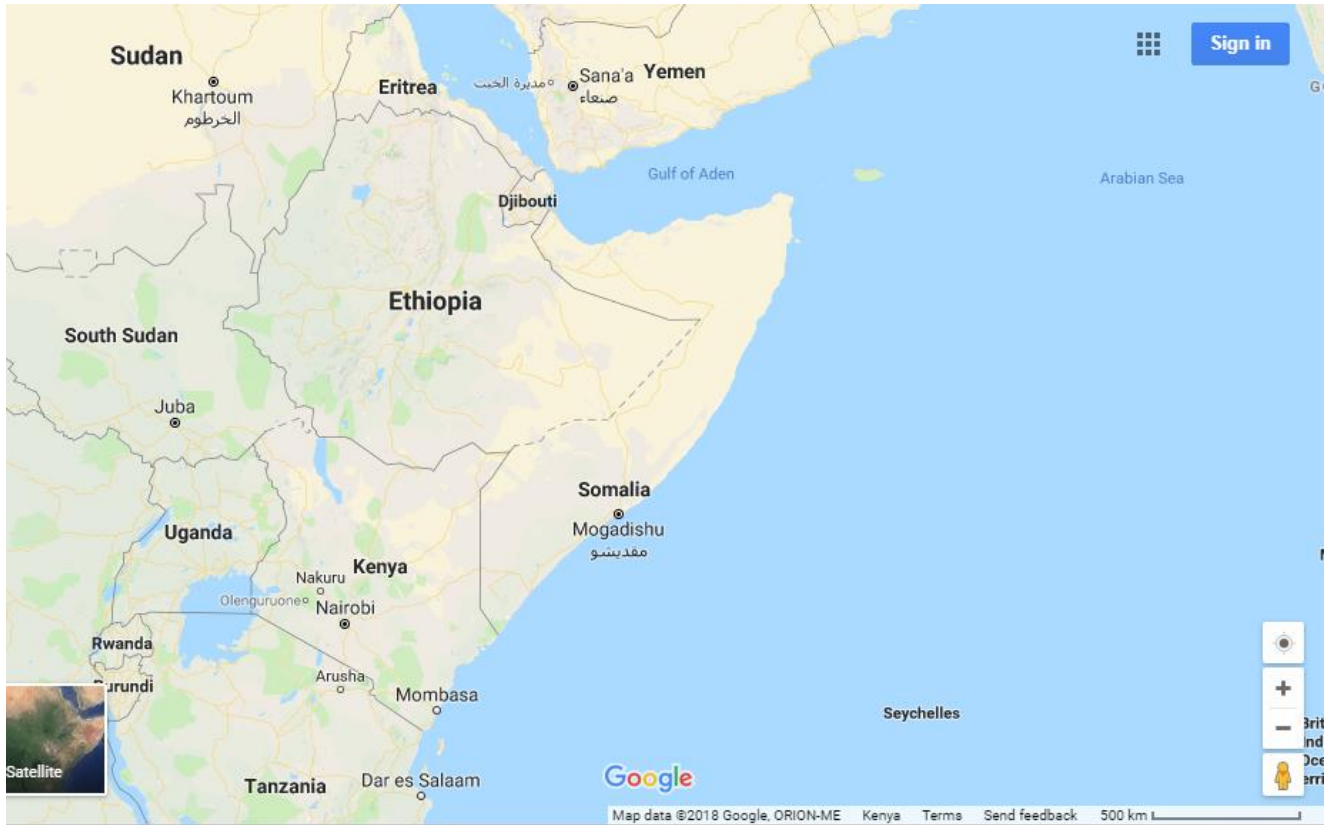 Sudan
Khartoum
الخرطوم
Eritrea
مديرية الخبت
Sana'a
صنعاء
Yemen
Sign in
Gulf of Aden
Arabian Sea
Djibouti
Ethiopia
South Sudan
Juba
Somalia
Mogadishu
مقديشو
Uganda
Kenya
Nakuru
Olenguruone
Nairobi
Rwanda
Burundi
Arusha
Mombasa
Seychelles
Satellite
Tanzania
Dar es Salaam
Google
Map data ©2018 Google, ORION-ME Kenya Terms Send feedback 500 km